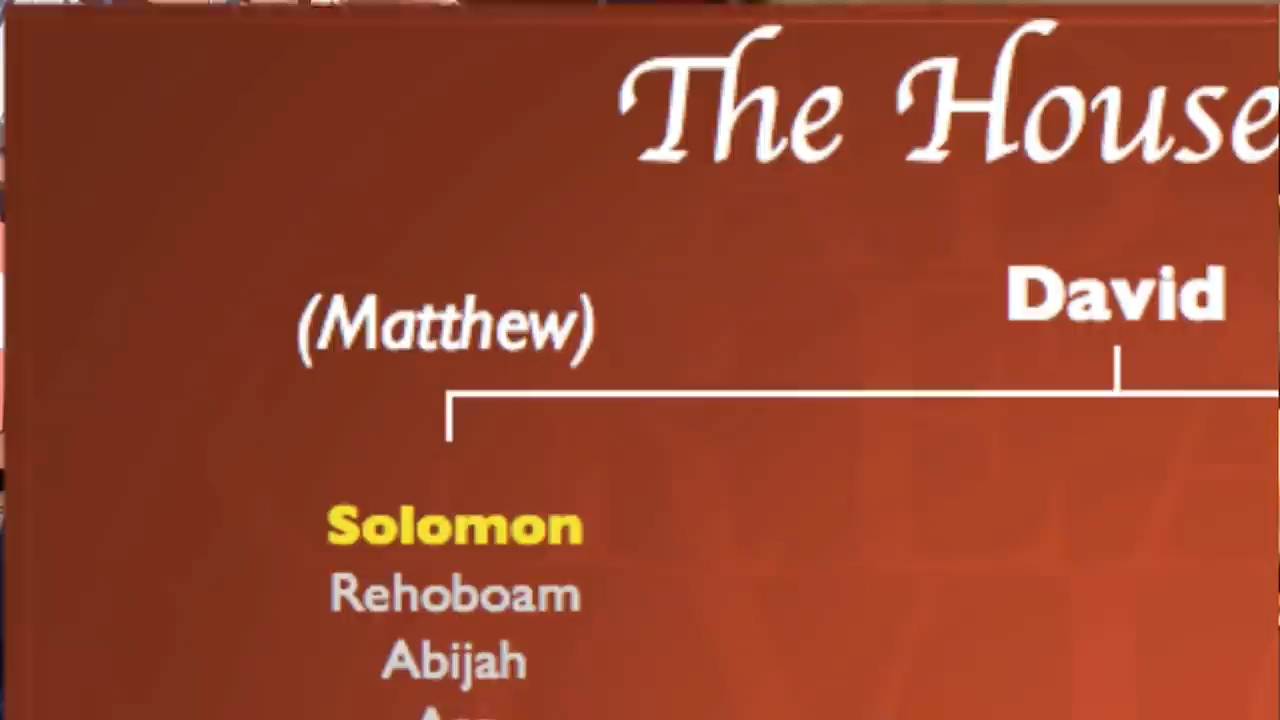 The House
(Matthew)
David
Solomon
Rehoboam
Abijah